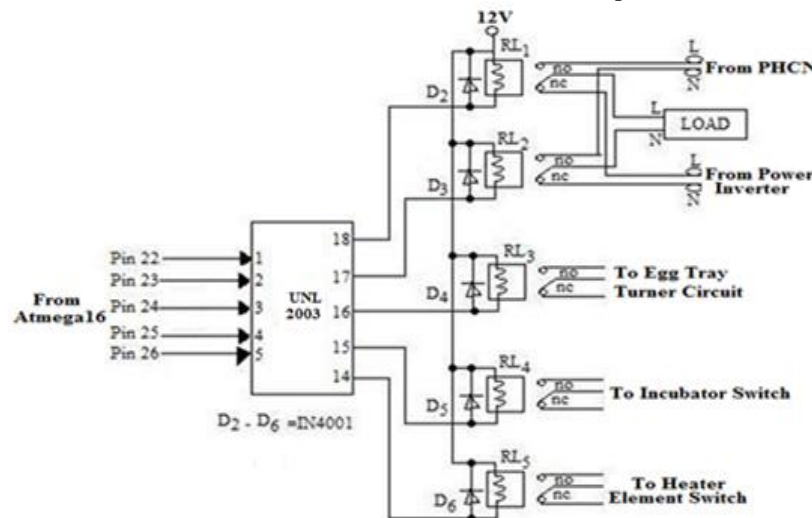 12V
RL1
no
nc
D2
L
From PHCN
N
L
N
LOAD
RL2
no
nc
D3
L
From Power
Inverter
N
Pin 22
Pin 23
Pin 24
Pin 25
Pin 26
From
Atmega16
1
2
3
4
5
UNL
2003
18
17
16
15
14
RL3
no
nc
D4
To Egg Tray
Turner Circuit
RL4
no
nc
D5
To Incubator Switch
D2 - D6 =IN4001
RL5
no
nc
D6
To Heater
Element Switch